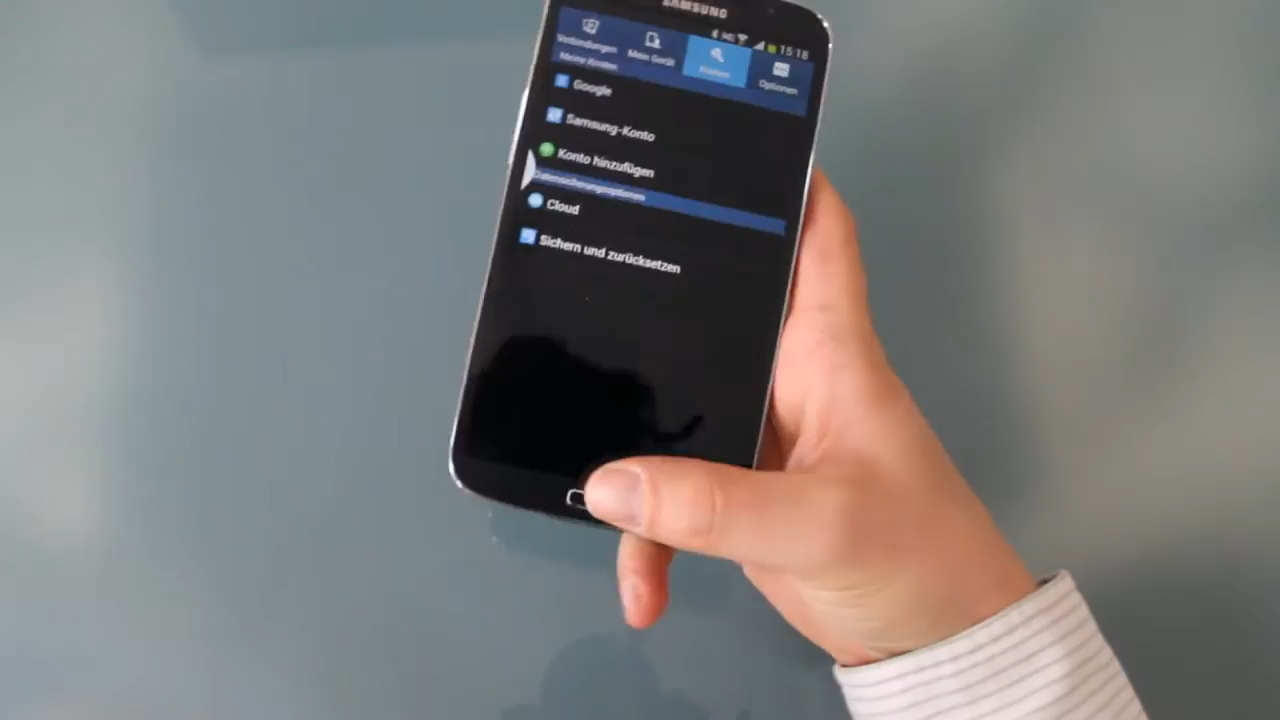 SAMSUNG
15:18
Verbindungen
Mein Gerät
Konten
Optionen
Meine Konten
Google
Samsung-Konto
Konto hinzufügen
Datensicherungsoptionen
Cloud
Sichern und zurücksetzen